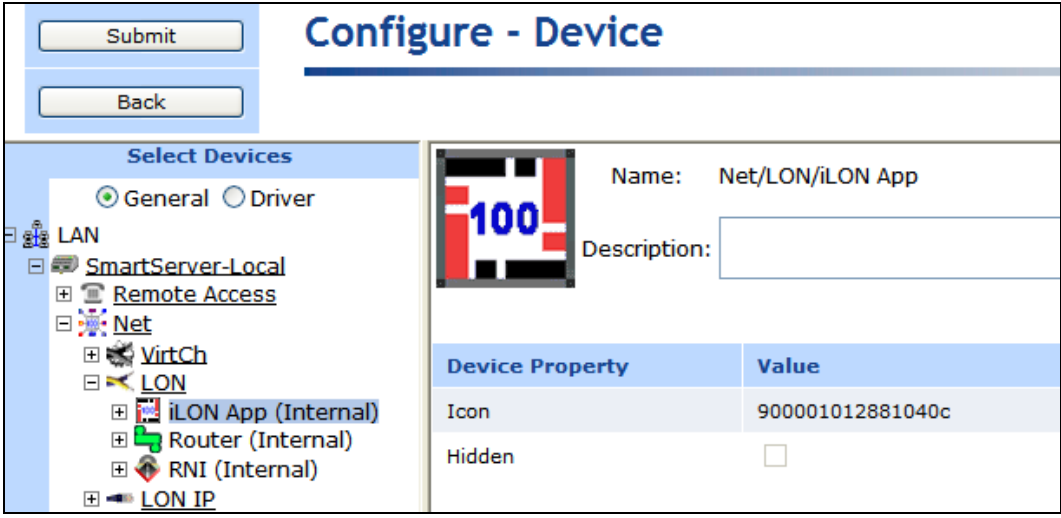 Submit
Configure - Device
Back
Select Devices
General Driver
LAN
SmartServer-Local
Remote Access
Net
VirtCh
LON
iLON App (Internal)
Router (Internal)
RNI (Internal)
LON IP
100
Name: Net/LON/iLON App
Description:
Device Property Value
Icon 900001012881040c
Hidden